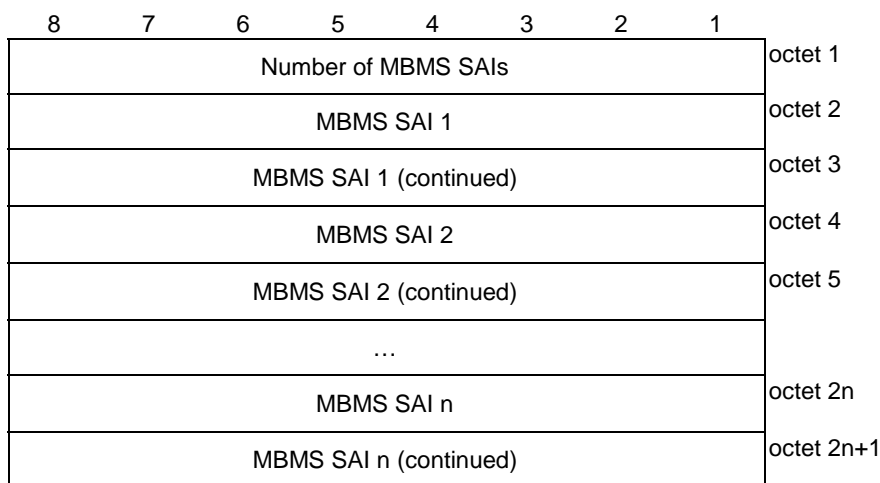 8 7 6 5 4 3 2 1
Number of MBMS SAIs octet 1
MBMS SAI 1 octet 2
MBMS SAI 1 (continued) octet 3
MBMS SAI 2 octet 4
MBMS SAI 2 (continued) octet 5
…
MBMS SAI n octet 2n
MBMS SAI n (continued) octet 2n+1